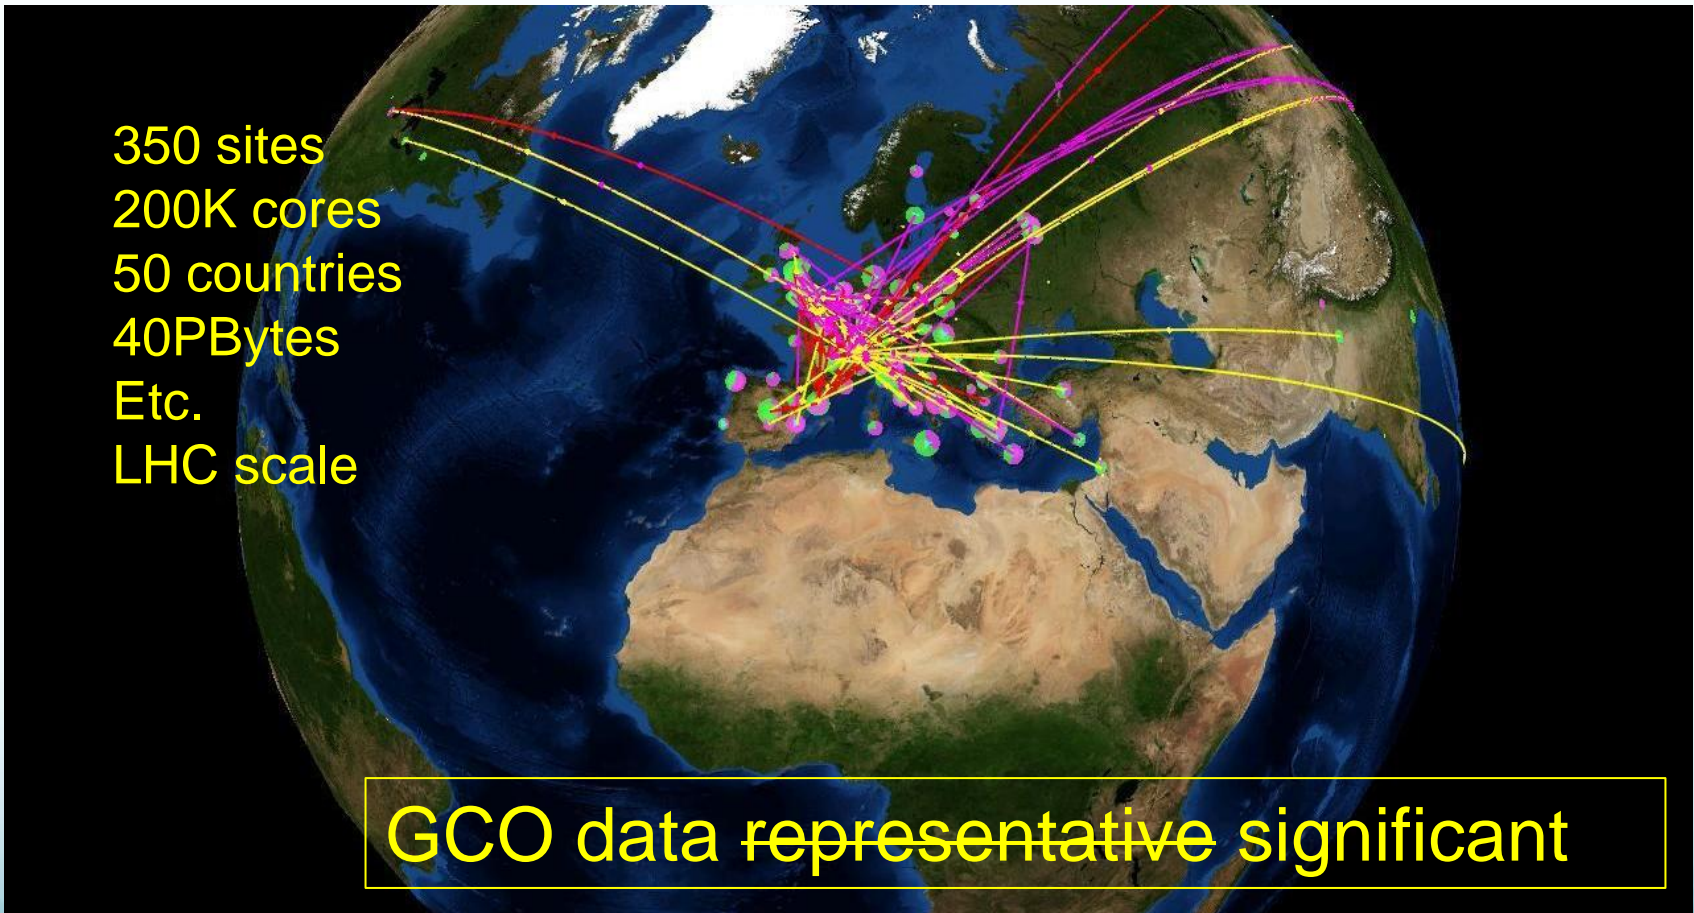 350 sites
200K cores
50 countries
40PBytes
Etc.
LHC scale
GCO data representative significant